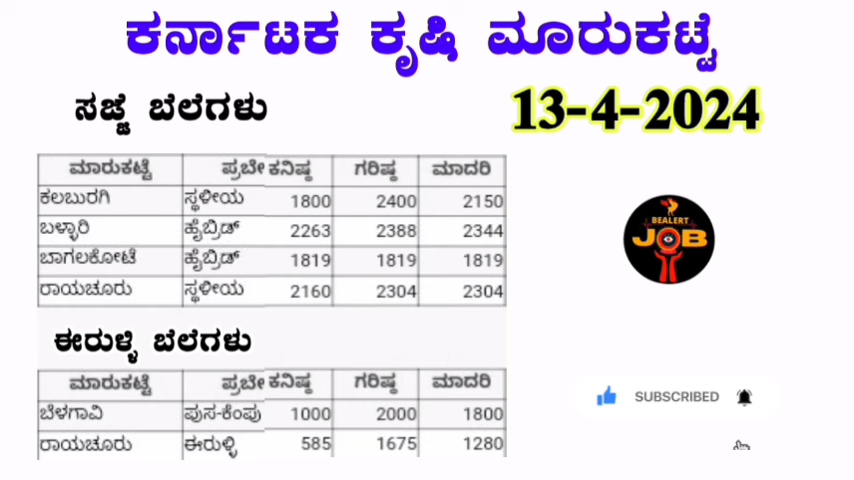 ಕರ್ನಾಟಕ ಕೃಷಿ ಮಾರುಕಟ್ಟೆ
ಸಜ್ಜೆ ಬೆಲೆಗಳು
13-4-2024
ಮಾರುಕಟ್ಟೆ ಪ್ರಬೇ ಕನಿಷ್ಠ ಗರಿಷ್ಠ ಮಾದರಿ
ಕಲಬುರಗಿ ಸ್ಥಳೀಯ 1800 2400 2150
ಬಳ್ಳಾರಿ ಹೈಬ್ರಿಡ್ 2263 2388 2344
ಬಾಗಲಕೋಟೆ ಹೈಬ್ರಿಡ್ 1819 1819 1819
ರಾಯಚೂರು ಸ್ಥಳೀಯ 2160 2304 2304
BEALERT
JOB
ಈರುಳ್ಳಿ ಬೆಲೆಗಳು
ಮಾರುಕಟ್ಟೆ ಪ್ರಬೇ ಕನಿಷ್ಠ ಗರಿಷ್ಠ ಮಾದರಿ
ಬೆಳಗಾವಿ ಪುಸ-ಕೆಂಪು 1000 2000 1800
ರಾಯಚೂರು ಈರುಳ್ಳಿ 585 1675 1280
SUBSCRIBED